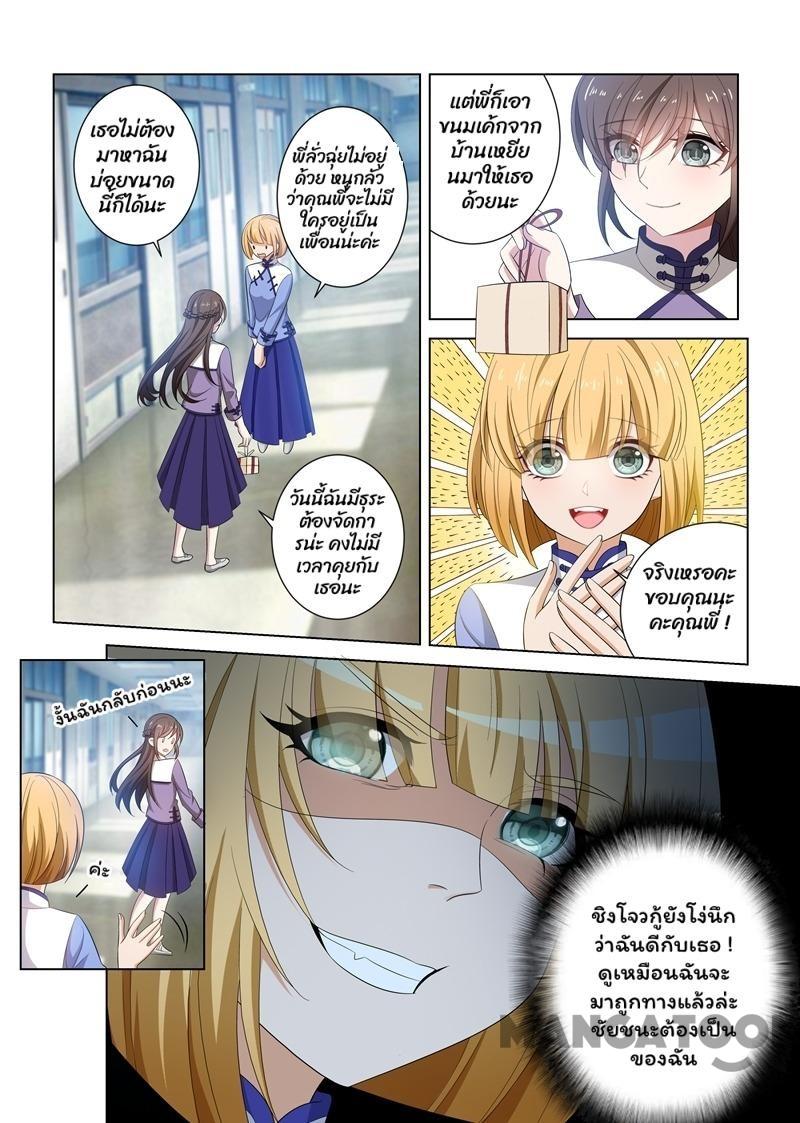 เธอไม่ต้อง
มาหาฉัน
บ่อยขนาด
นี้ก็ได้นะ
พี่ลั่วฉุ่ยไม่อยู่
ด้วย หนูกลัว
ว่าคุณพี่จะไม่มี
ใครอยู่เป็น
เพื่อนน่ะค่ะ
วันนี้ฉันมีธุระ
ต้องจัดกา
รน่ะ คงไม่มี
เวลาคุยกับ
เธอนะ
แต่พี่ก็เอา
ขนมเค้กจาก
บ้านเหยีย
นมาให้เธอ
ด้วยนะ
จริงเหรอคะ
ขอบคุณนะ
คะคุณพี่ !
งั้นฉันกลับก่อนนะ
ค่ะ
ชิงโจวกู้ยังโง่นึก
ว่าฉันดีกับเธอ !
ดูเหมือนฉันจะ
มาถูกทางแล้วล่ะ
ชัยชนะต้องเป็น
ของฉัน
MANGATOON